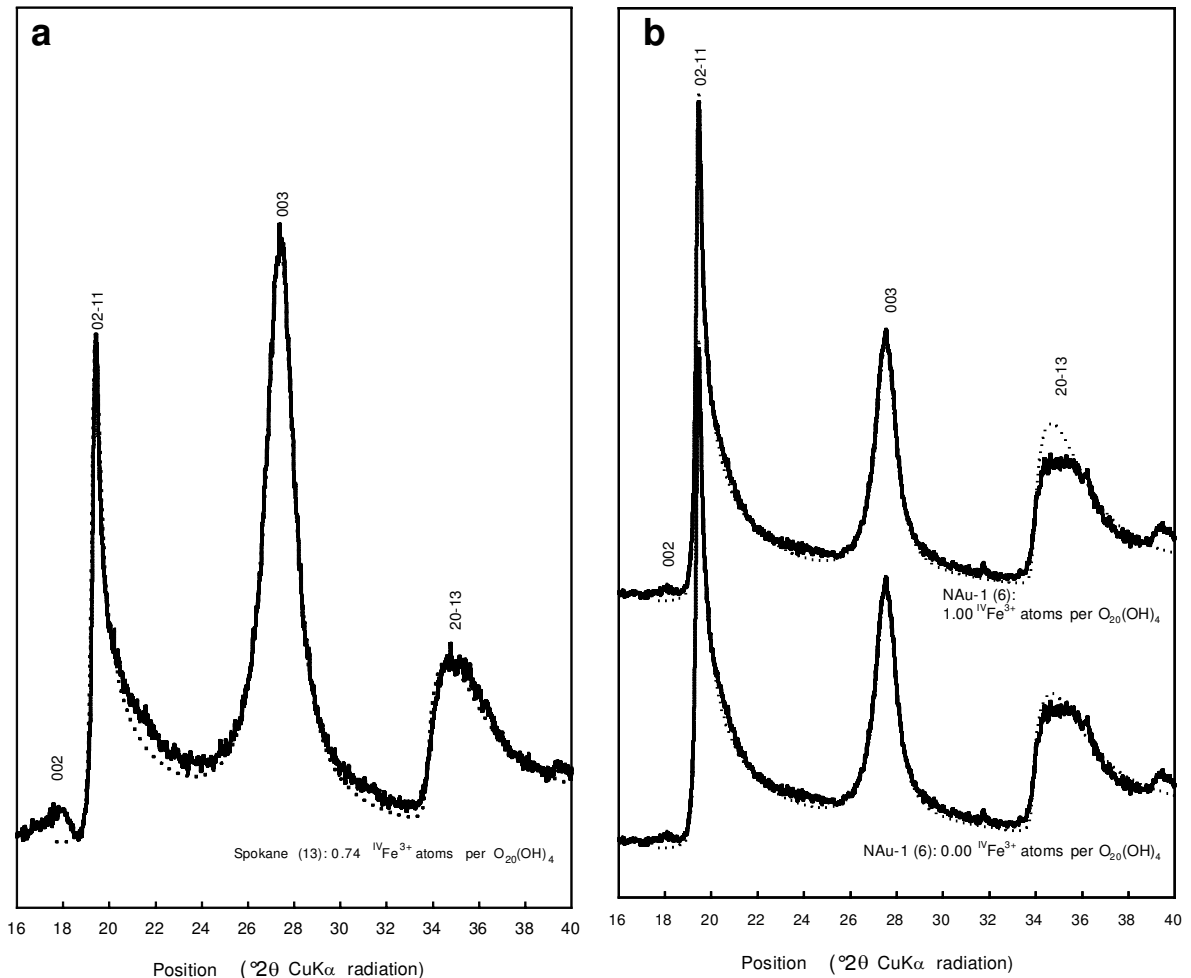 a
002
02-11
003
20-13
Spokane (13): 0.74 ᴵⱽFe³⁺ atoms per O₂₀(OH)₄
16 18 20 22 24 26 28 30 32 34 36 38 40
Position (°2θ CuKα radiation)
b
002
02-11
003
20-13
NAu-1 (6):
1.00 ᴵⱽFe³⁺ atoms per O₂₀(OH)₄
NAu-1 (6): 0.00 ᴵⱽFe³⁺ atoms per O₂₀(OH)₄
16 18 20 22 24 26 28 30 32 34 36 38 40
Position (°2θ CuKα radiation)